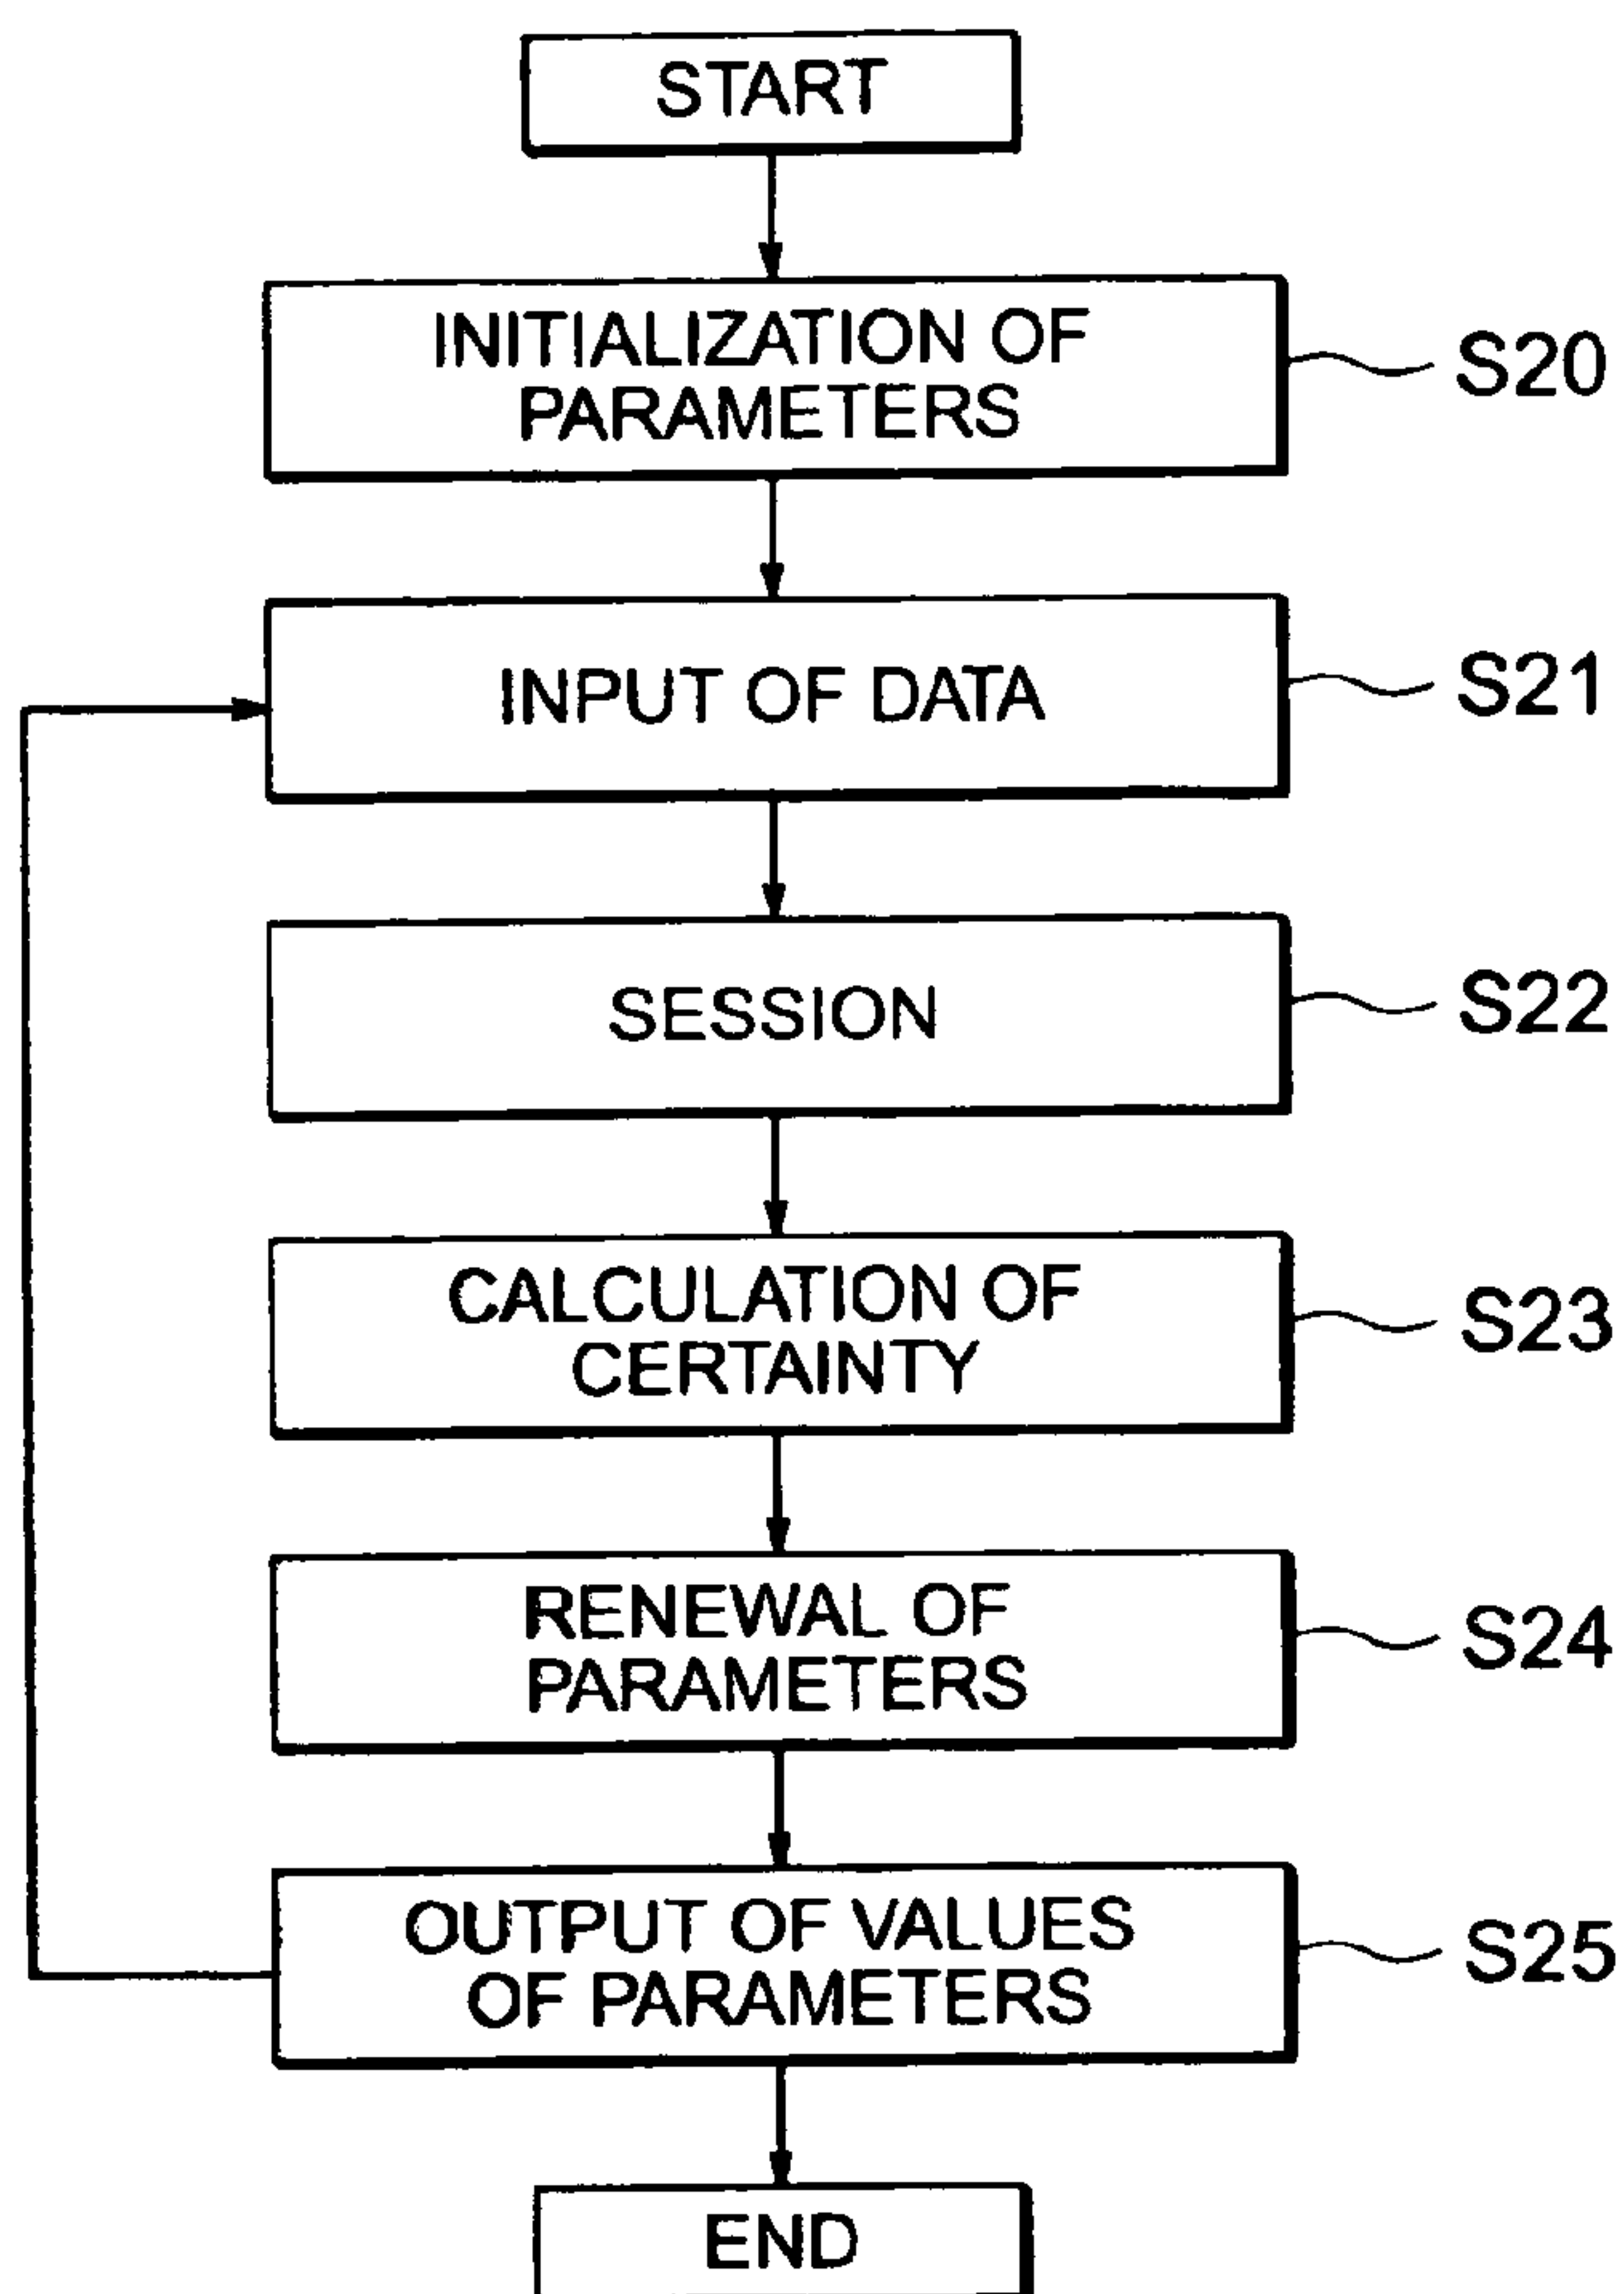 START
INITIALIZATION OF
PARAMETERS
S20
INPUT OF DATA
S21
SESSION
S22
CALCULATION OF
CERTAINTY
S23
RENEWAL OF
PARAMETERS
S24
OUTPUT OF VALUES
OF PARAMETERS
S25
END